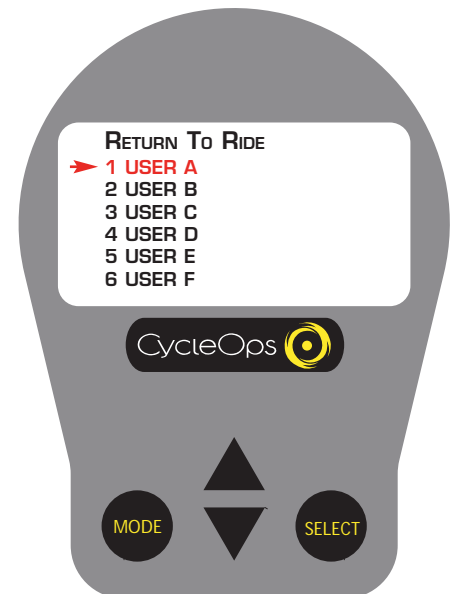 Return To Ride
1 USER A
2 USER B
3 USER C
4 USER D
5 USER E
6 USER F
CycleOps
MODE
SELECT